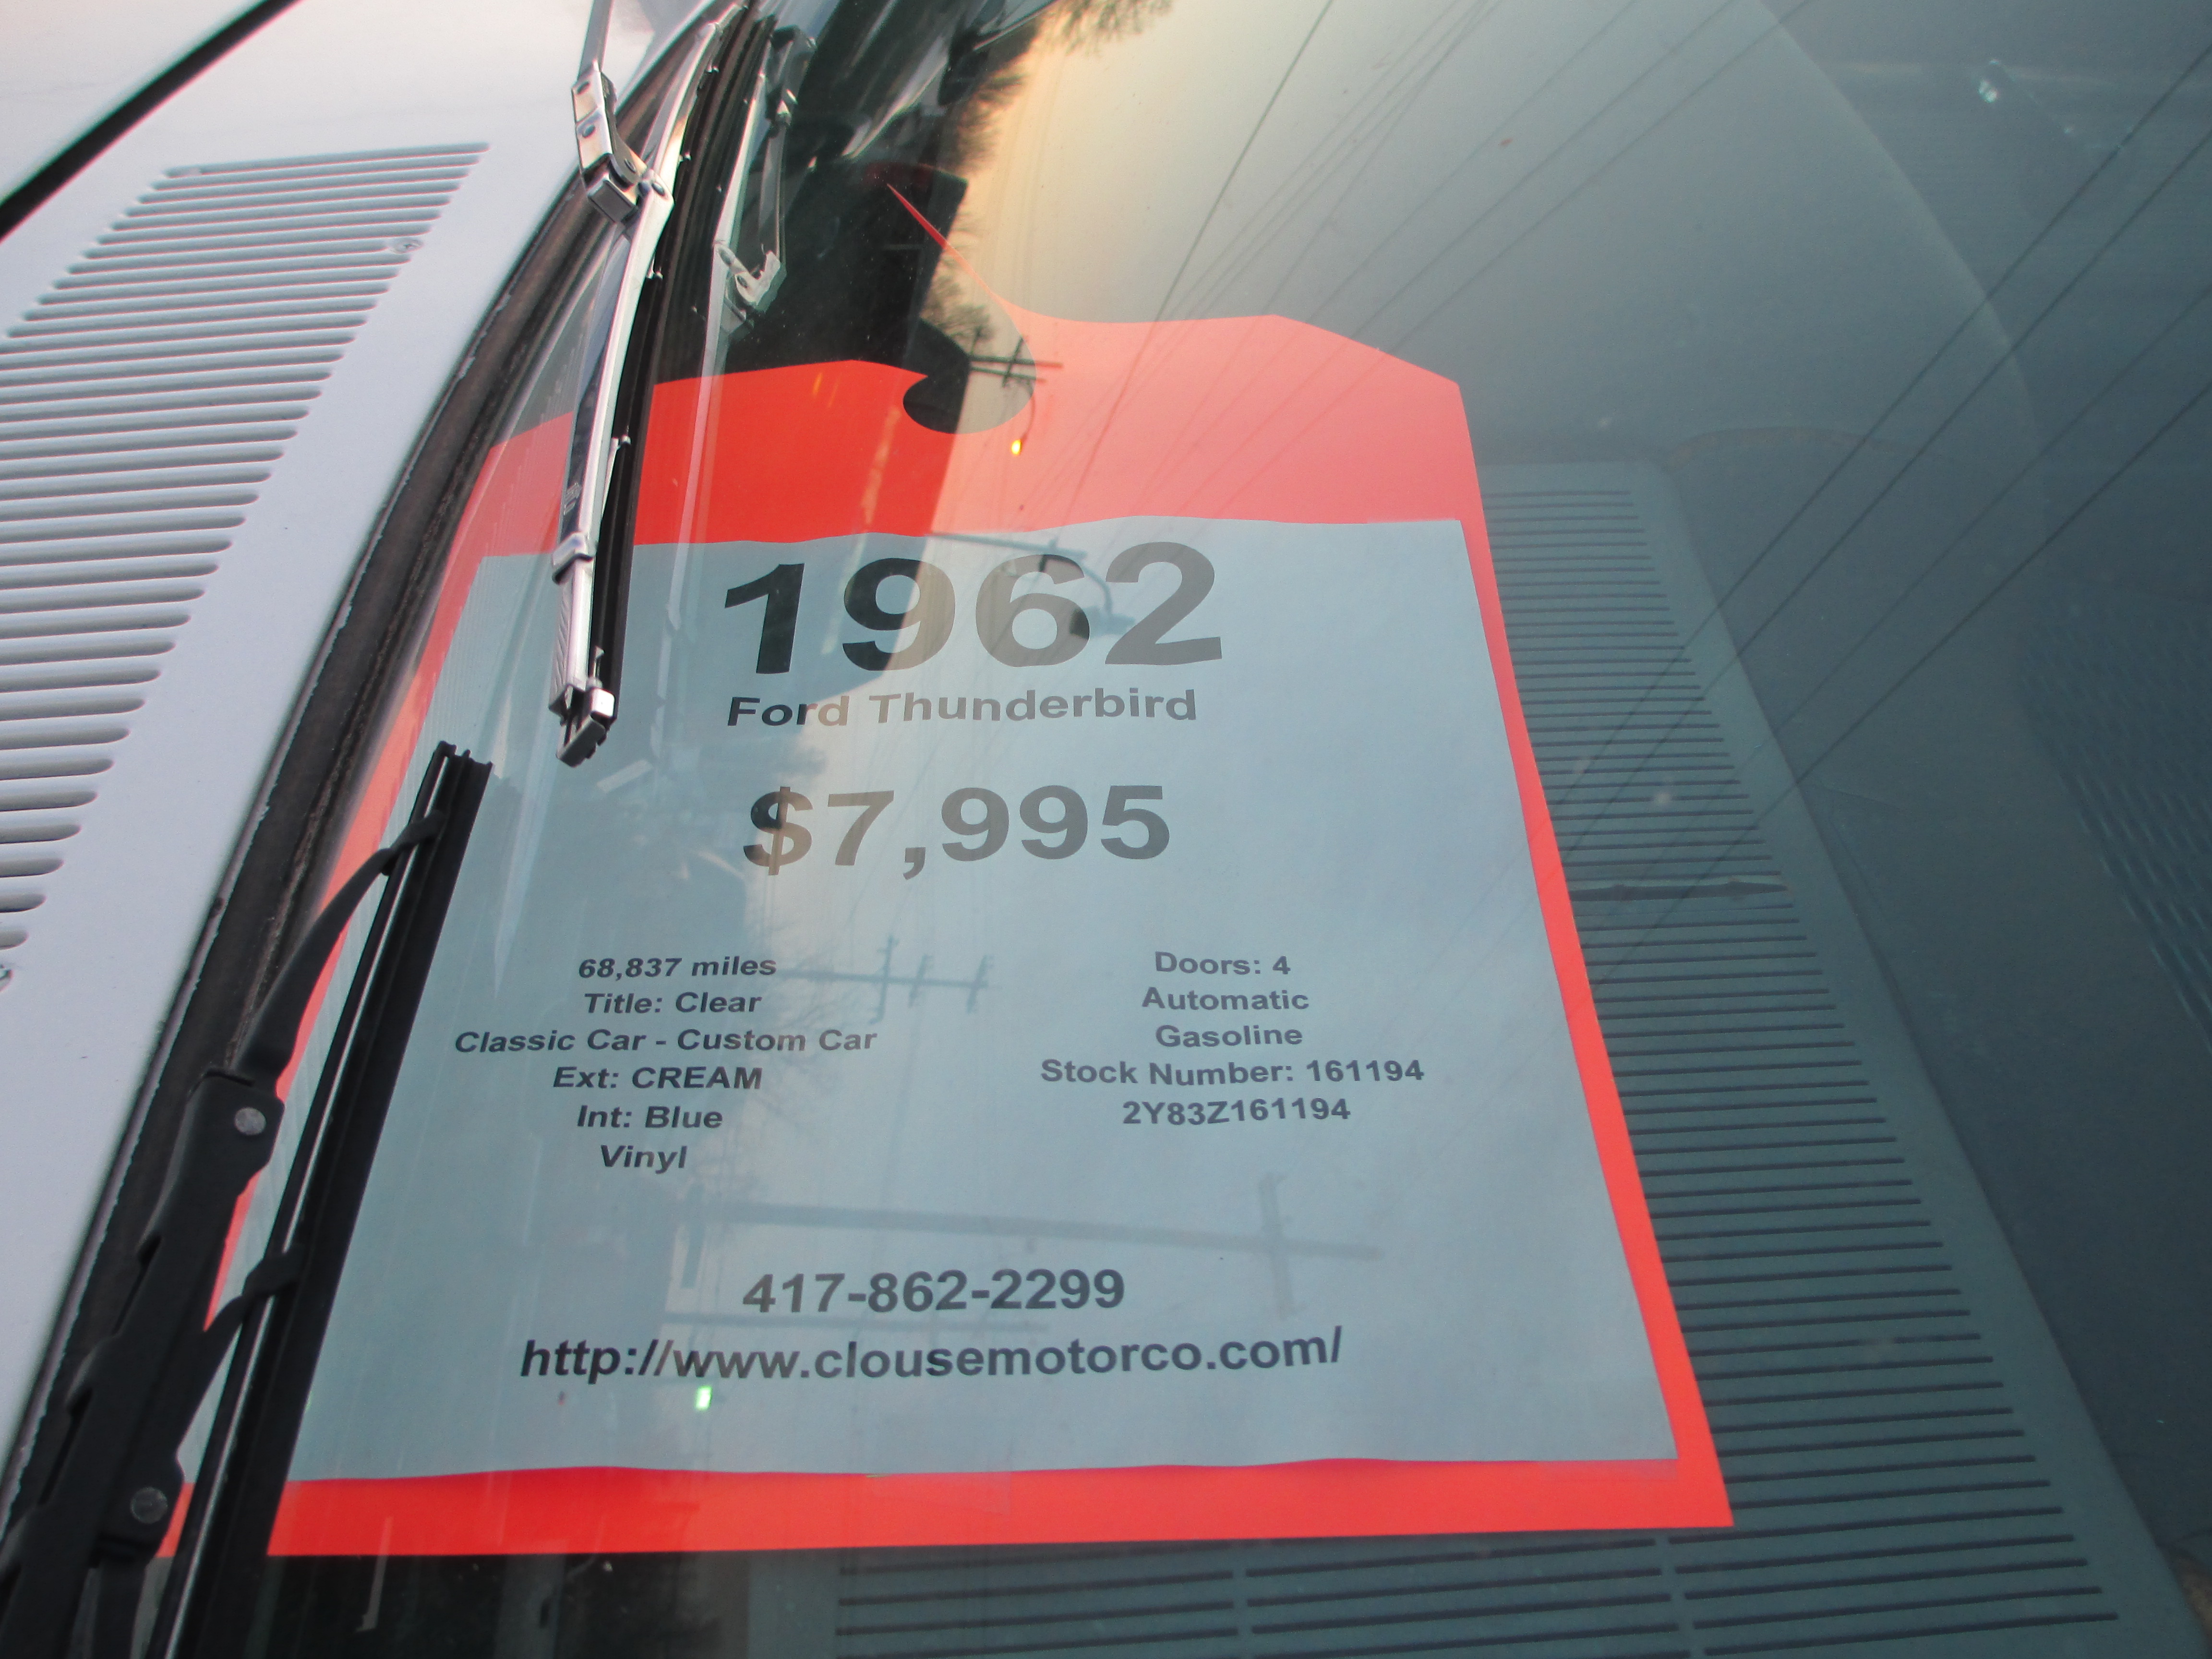 1962
Ford Thunderbird
$7,995
68,837 miles
Title: Clear
Classic Car - Custom Car
Ext: CREAM
Int: Blue
Vinyl
Doors: 4
Automatic
Gasoline
Stock Number: 161194
2Y83Z161194
417-862-2299
http://www.clousemotorco.com/